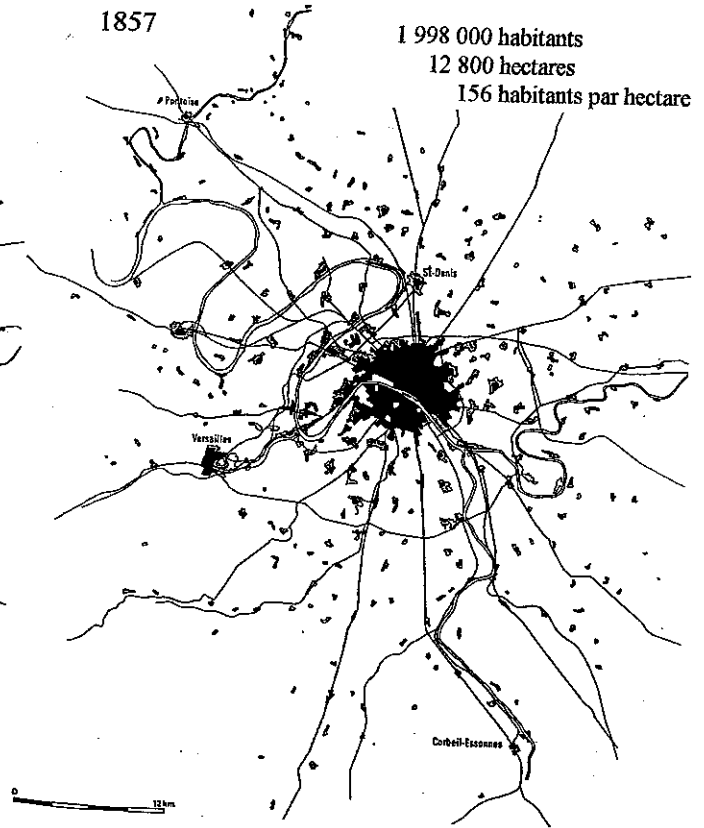 1857
1 998 000 habitants
12 800 hectares
156 habitants par hectare
Pontoise
St-Denis
Versailles
Corbeil-Essonnes
0
12 km